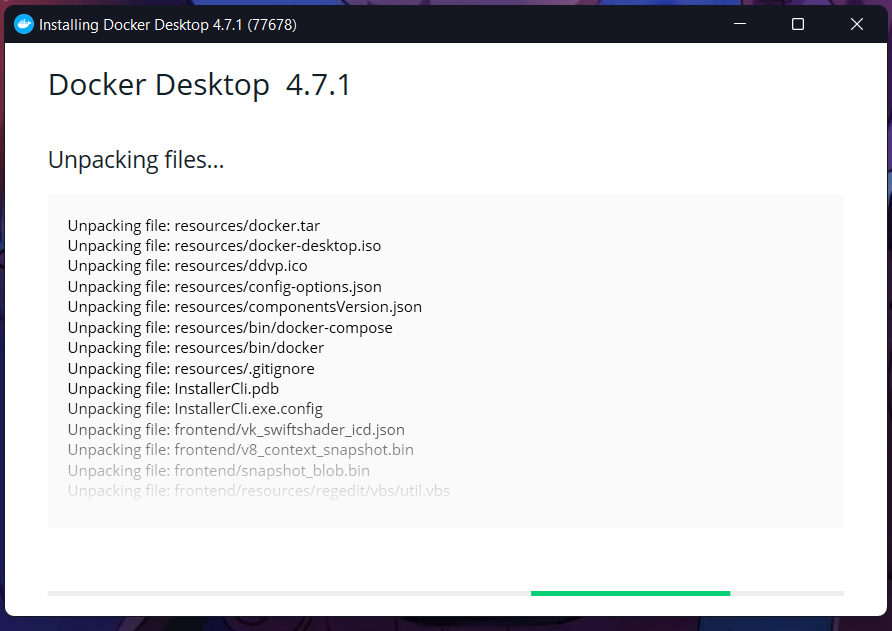 Installing Docker Desktop 4.7.1 (77678)
Docker Desktop 4.7.1
Unpacking files...
Unpacking file: resources/docker.tar
Unpacking file: resources/docker-desktop.iso
Unpacking file: resources/ddvp.ico
Unpacking file: resources/config-options.json
Unpacking file: resources/componentsVersion.json
Unpacking file: resources/bin/docker-compose
Unpacking file: resources/bin/docker
Unpacking file: resources/.gitignore
Unpacking file: InstallerCli.pdb
Unpacking file: InstallerCli.exe.config
Unpacking file: frontend/vk_swiftshader_icd.json
Unpacking file: frontend/v8_context_snapshot.bin
Unpacking file: frontend/snapshot_blob.bin
Unpacking file: frontend/resources/regedit/vbs/util.vbs